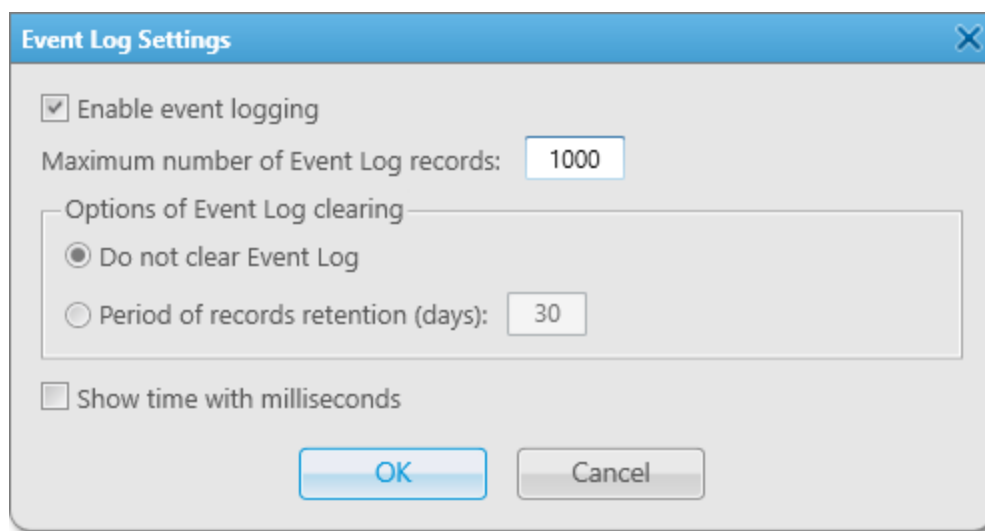 Event Log Settings
Enable event logging
Maximum number of Event Log records: 1000
Options of Event Log clearing
Do not clear Event Log
Period of records retention (days): 30
Show time with milliseconds
OK Cancel